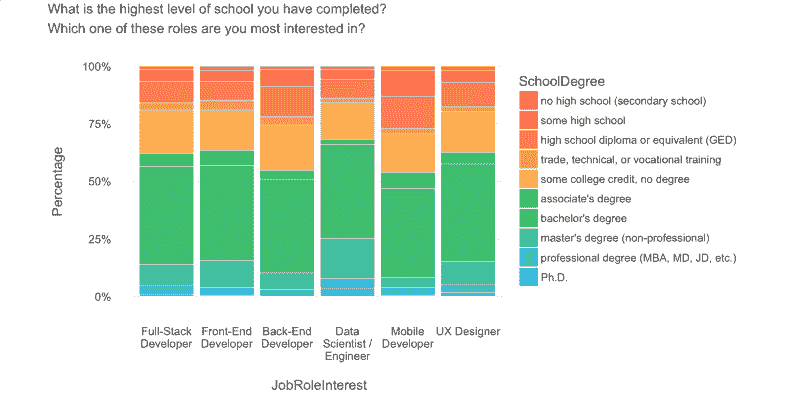 What is the highest level of school you have completed?
Which one of these roles are you most interested in?
100%
75%
50%
25%
0%
Percentage
Full-Stack Developer
Front-End Developer
Back-End Developer
Data Scientist / Engineer
Mobile Developer
UX Designer
JobRoleInterest
SchoolDegree
no high school (secondary school)
some high school
high school diploma or equivalent (GED)
trade, technical, or vocational training
some college credit, no degree
associate's degree
bachelor's degree
master's degree (non-professional)
professional degree (MBA, MD, JD, etc.)
Ph.D.